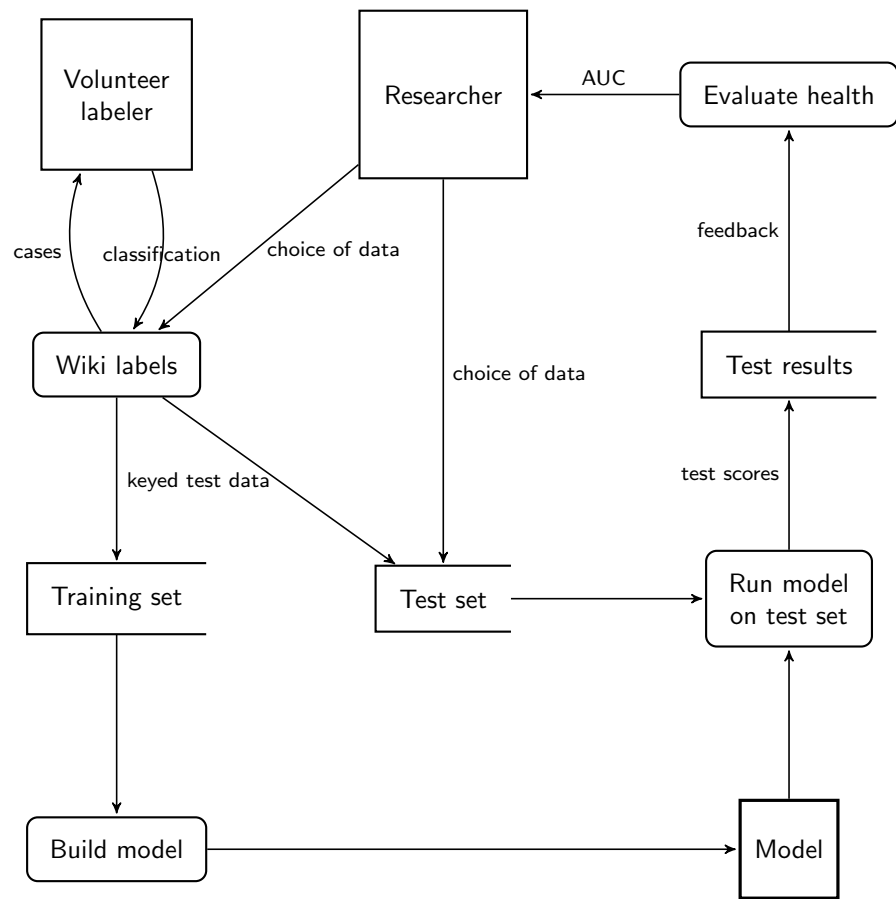 Volunteer
labeler
Researcher
AUC
Evaluate health
cases
classification
choice of data
feedback
Wiki labels
choice of data
Test results
keyed test data
test scores
Training set
Test set
Run model
on test set
Build model
Model